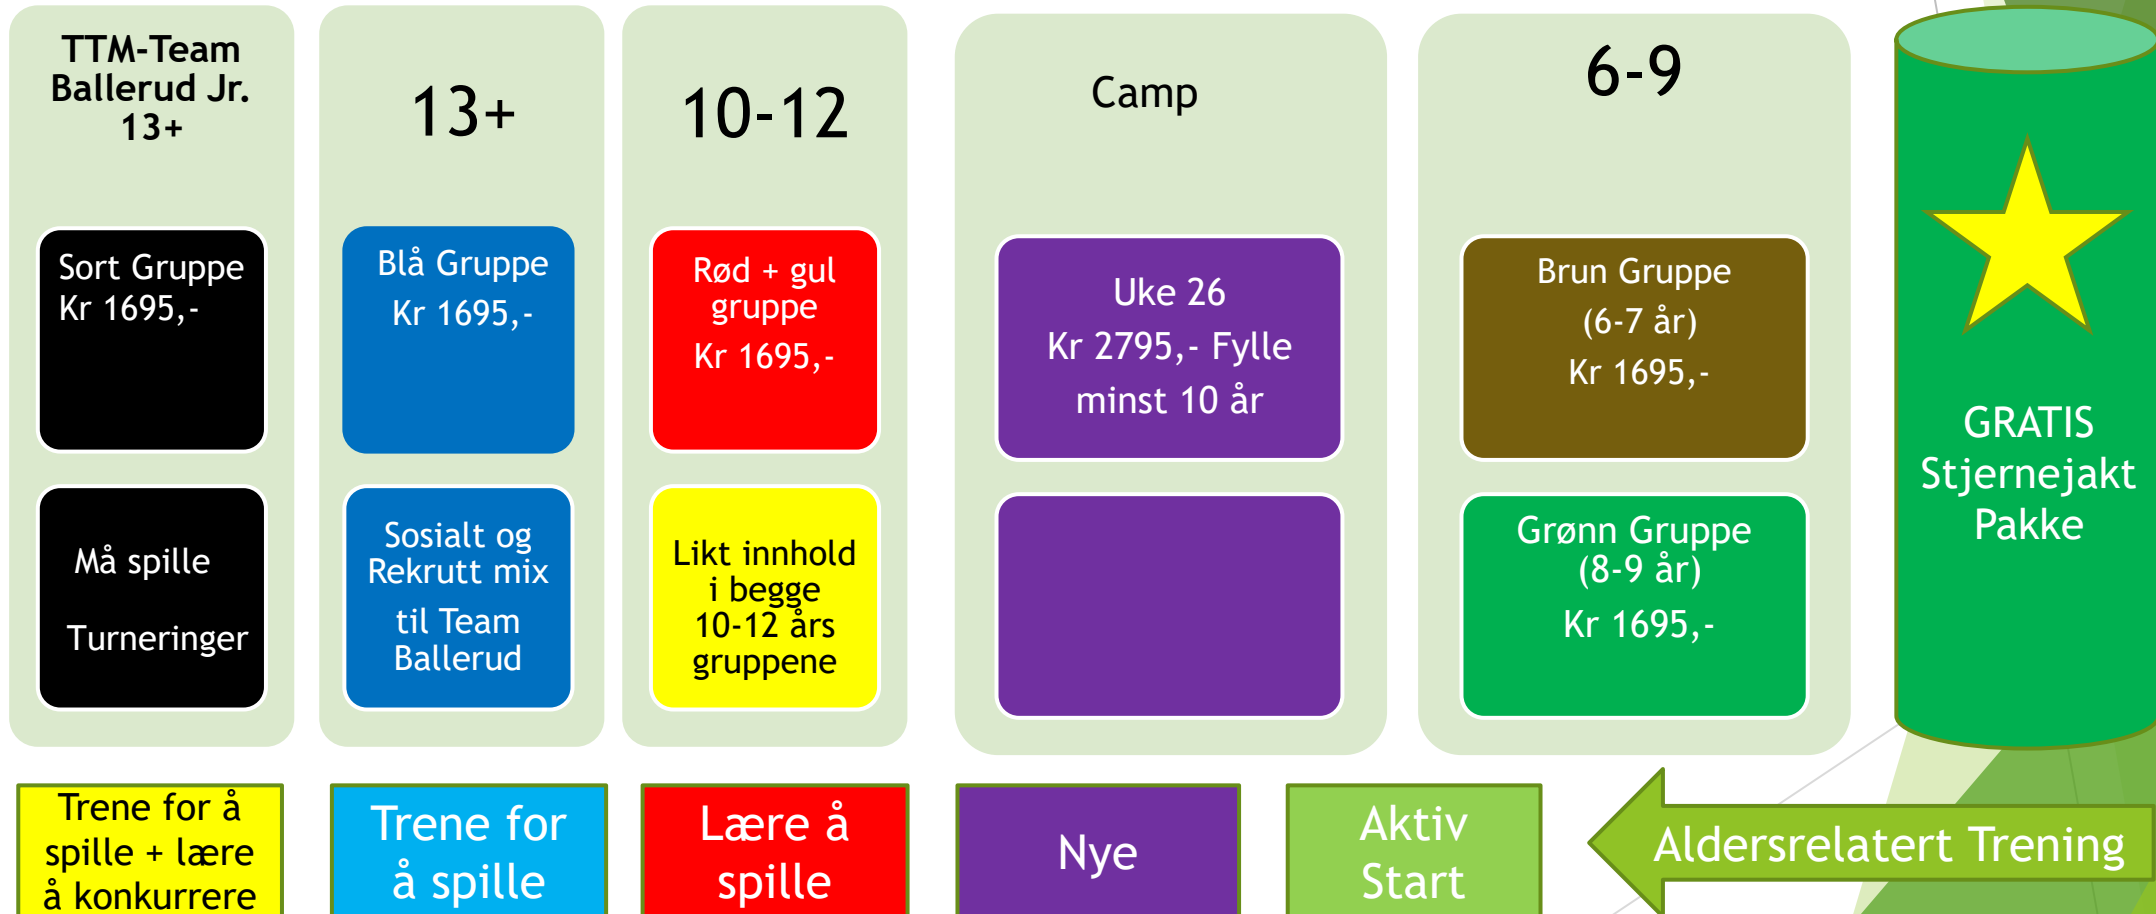 TTM-Team
Ballerud Jr.
13+
Sort Gruppe
Kr 1695,-
Må spille
Turneringer
13+
Blå Gruppe
Kr 1695,-
Sosialt og
Rekrutt mix
til Team
Ballerud
10-12
Rød + gul
gruppe
Kr 1695,-
Likt innhold
i begge
10-12 års
gruppene
Camp
Uke 26
Kr 2795,- Fylle
minst 10 år
6-9
Brun Gruppe
(6-7 år)
Kr 1695,-
Grønn Gruppe
(8-9 år)
Kr 1695,-
GRATIS
Stjernejakt
Pakke
Trene for å
spille + lære
å konkurrere
Trene for
å spille
Lære å
spille
Nye
Aktiv
Start
Aldersrelatert Trening